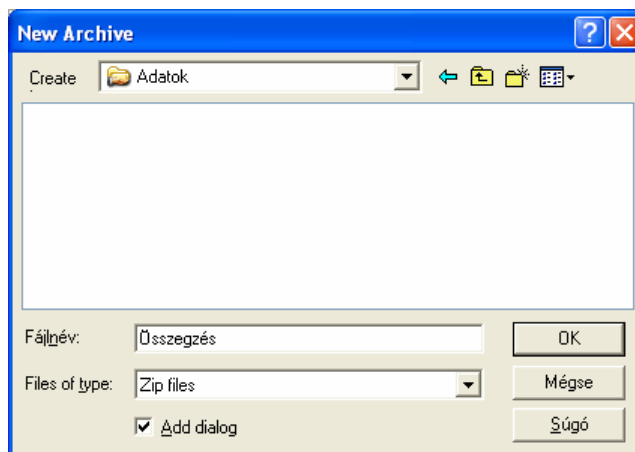 New Archive
Create
Adatok
Fájlnév:
Összegzés
OK
Files of type:
Zip files
Mégse
Add dialog
Súgó